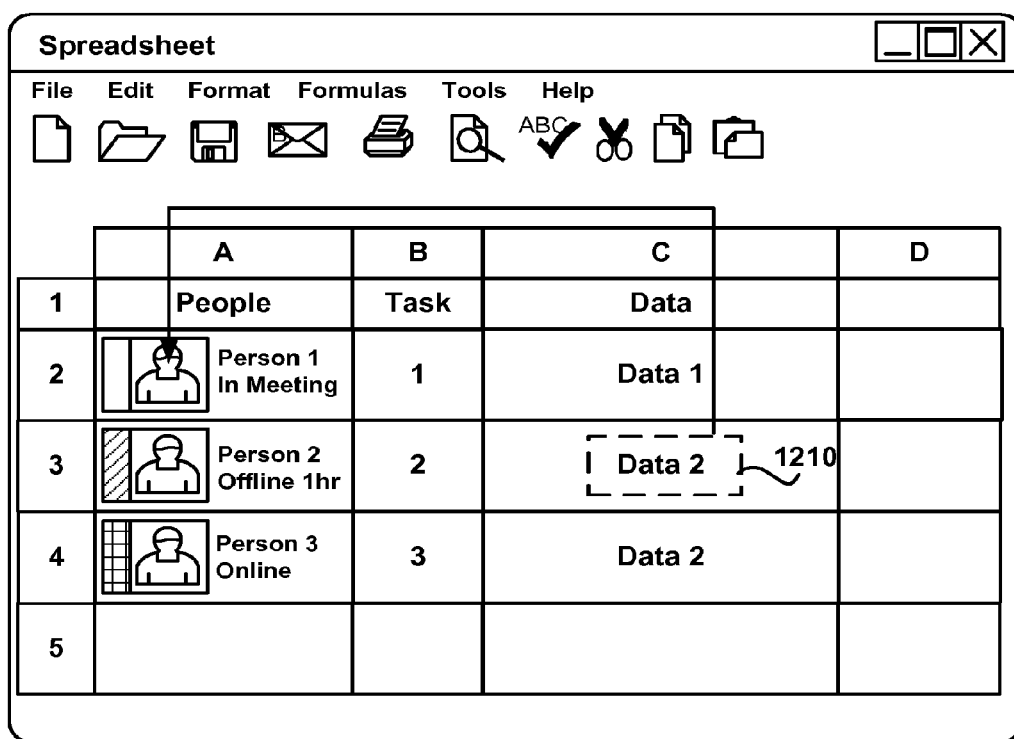 Spreadsheet
File Edit Format Formulas Tools Help
B
ABC
A B C D
1 People Task Data
2 Person 1 In Meeting 1 Data 1
3 Person 2 Offline 1hr 2 Data 2 1210
4 Person 3 Online 3 Data 2
5